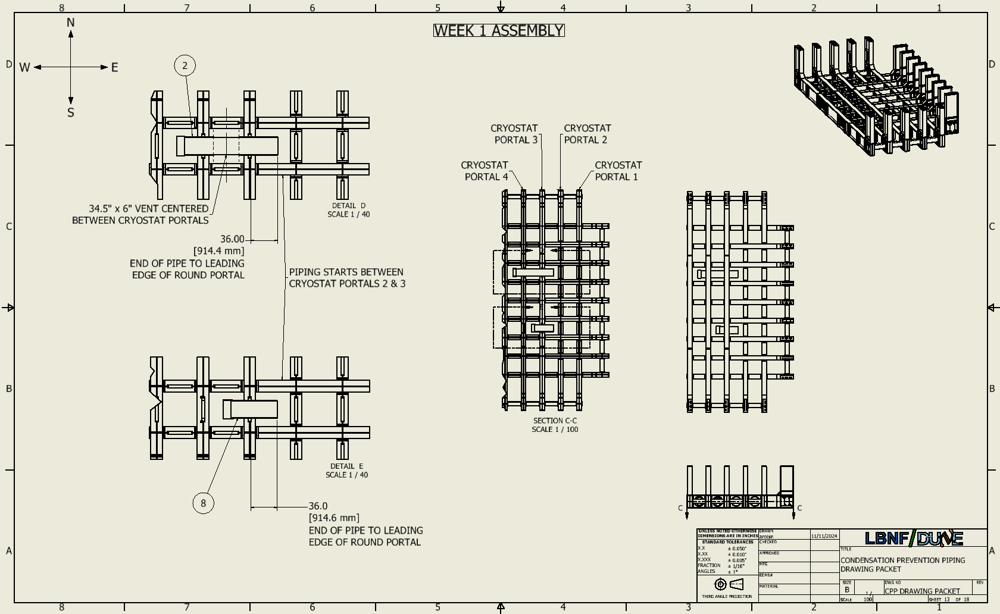 8 7 6 5 4 3 2 1
WEEK 1 ASSEMBLY
N
W E
S
D D
2
CRYOSTAT
PORTAL 3
CRYOSTAT
PORTAL 2
CRYOSTAT
PORTAL 4
CRYOSTAT
PORTAL 1
34.5" x 6" VENT CENTERED
BETWEEN CRYOSTAT PORTALS
DETAIL D
SCALE 1 / 40
C C
36.00
[914.4 mm]
END OF PIPE TO LEADING
EDGE OF ROUND PORTAL
PIPING STARTS BETWEEN
CRYOSTAT PORTALS 2 & 3
B B
SECTION C-C
SCALE 1 / 100
DETAIL E
SCALE 1 / 40
8
36.0
[914.6 mm]
END OF PIPE TO LEADING
EDGE OF ROUND PORTAL
C C
A A
UNLESS NOTED OTHERWISE
DIMENSIONS ARE IN INCHES
STANDARD TOLERANCES
X.X ± 0.050"
X.XX ± 0.010"
X.XXX ± 0.005"
FRACTION ± 1/16"
ANGLES ± 1°
THIRD ANGLE PROJECTION
DRAWN
arobin 11/11/2024
CHECKED
APPROVED
MFG
EDMS#
MATERIAL
LBNF/DUNE
TITLE
CONDENSATION PREVENTION PIPING
DRAWING PACKET
SIZE
B
DWG NO
CPP DRAWING PACKET
REV
SCALE 1 / 100
SHEET 13 OF 18
8 7 6 5 4 3 2 1